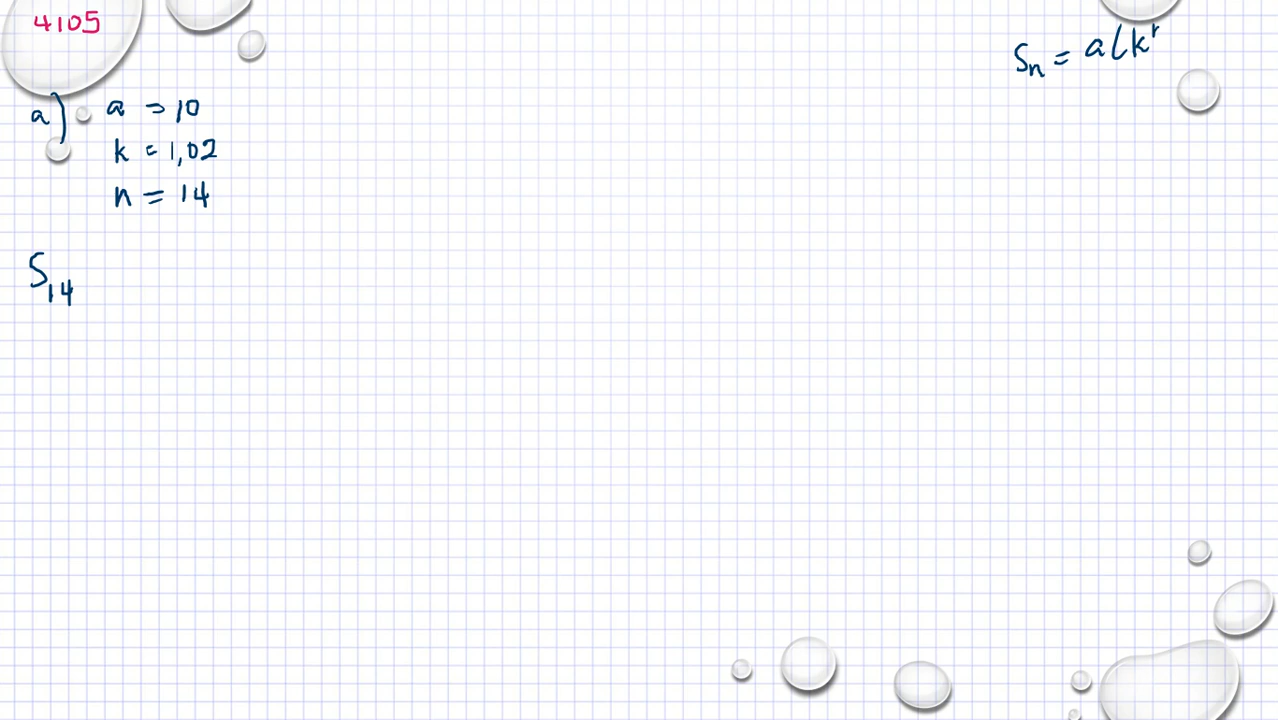 4105
Sn = a(k
a) a = 10
k = 1,02
n = 14
S14